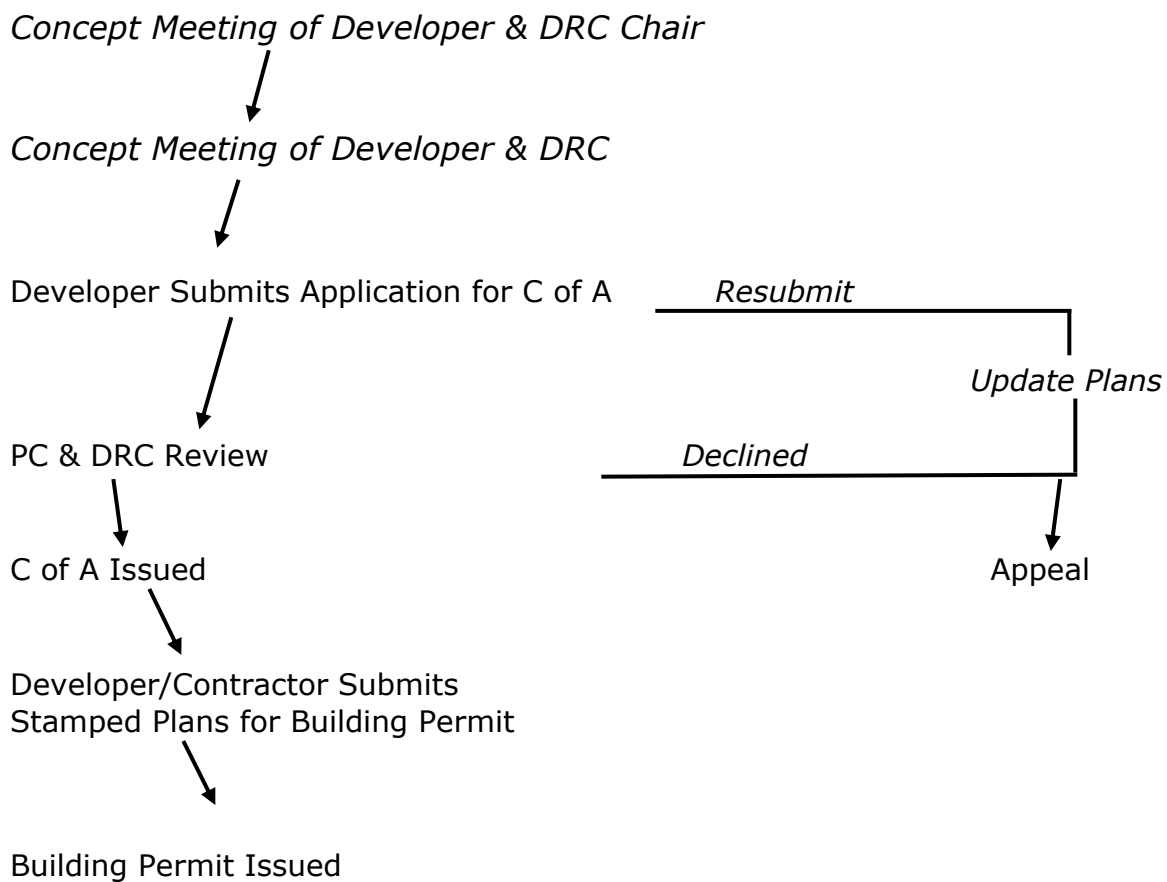 Concept Meeting of Developer & DRC Chair
Concept Meeting of Developer & DRC
Developer Submits Application for C of A
Resubmit
Update Plans
PC & DRC Review
Declined
C of A Issued
Appeal
Developer/Contractor Submits
Stamped Plans for Building Permit
Building Permit Issued